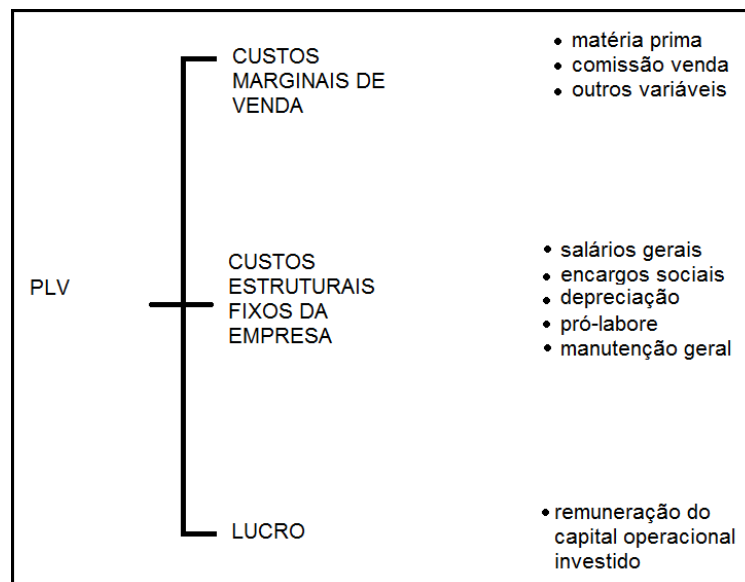 CUSTOS
MARGINAIS DE
VENDA
• matéria prima
• comissão venda
• outros variáveis
PLV
CUSTOS
ESTRUTURAIS
FIXOS DA
EMPRESA
• salários gerais
• encargos sociais
• depreciação
• pró-labore
• manutenção geral
LUCRO
• remuneração do
capital operacional
investido